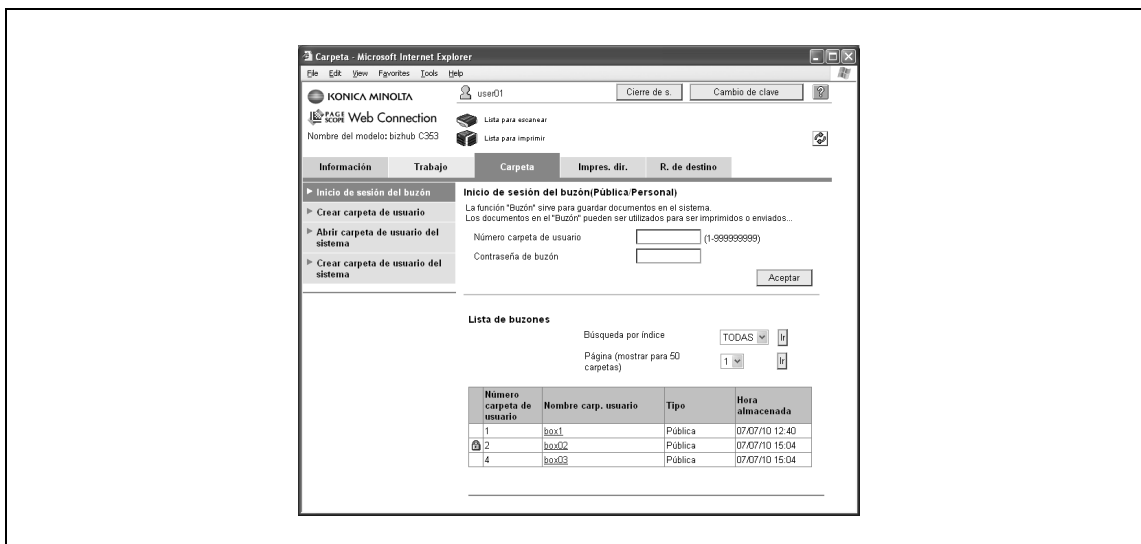 Carpeta - Microsoft Internet Explorer
File Edit View Favorites Tools Help
KONICA MINOLTA
user01
Cierre de s.
Cambio de clave
?
PAGE SCOPE Web Connection
Lista para escanear
Nombre del modelo: bizhub C353
Lista para imprimir
Información Trabajo Carpeta Impres. dir. R. de destino
Inicio de sesión del buzón
Crear carpeta de usuario
Abrir carpeta de usuario del
sistema
Crear carpeta de usuario del
sistema
Inicio de sesión del buzón(Pública/Personal)
La función "Buzón" sirve para guardar documentos en el sistema.
Los documentos en el "Buzón" pueden ser utilizados para ser imprimidos o enviados...
Número carpeta de usuario (1-999999999)
Contraseña de buzón
Aceptar
Lista de buzones
Búsqueda por índice TODAS Ir
Página (mostrar para 50
carpetas) 1 Ir
Número
carpeta de
usuario
Nombre carp. usuario
Tipo
Hora
almacenada
1 box1 Pública 07/07/10 12:40
2 box02 Pública 07/07/10 15:04
4 box03 Pública 07/07/10 15:04